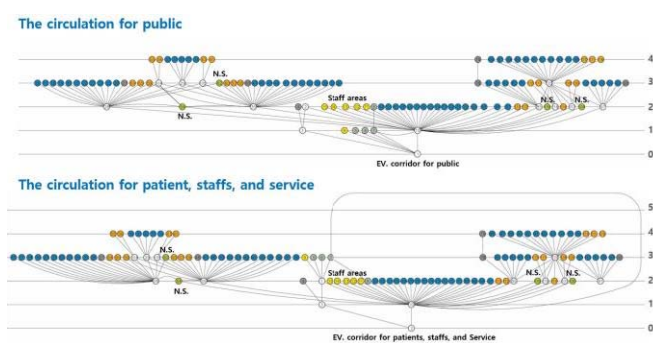 The circulation for public
4
N.S.
3
Staff areas
N.S.
N.S.
2
N.S.
1
EV. corridor for public
0
The circulation for patient, staffs, and service
5
4
N.S.
3
Staff areas
N.S.
N.S.
2
N.S.
1
0
EV. corridor for patients, staffs, and Service